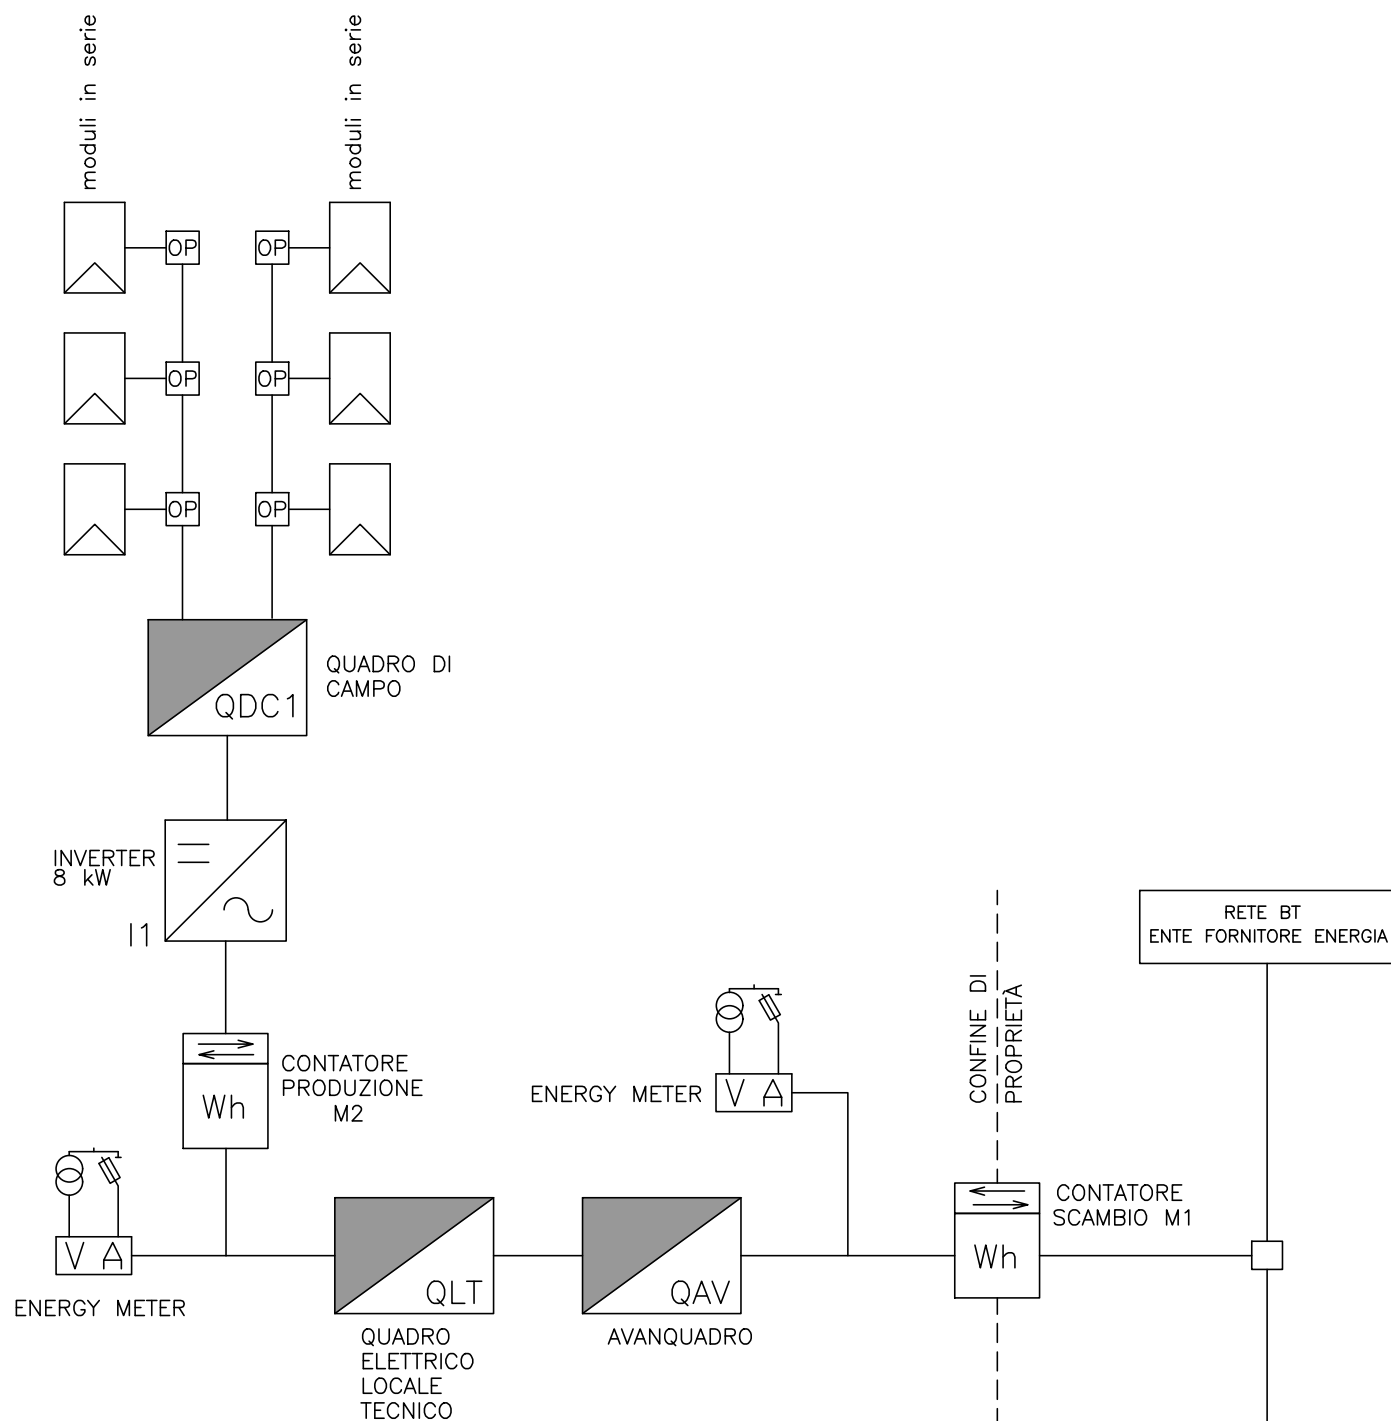 moduli in serie
moduli in serie
OP
OP
OP
OP
OP
OP
QDC1
QUADRO DI
CAMPO
INVERTER
8 kW
I1
RETE BT
ENTE FORNITORE ENERGIA
CONFINE DI
PROPRIETÀ
CONTATORE
PRODUZIONE
M2
Wh
ENERGY METER
V A
CONTATORE
SCAMBIO M1
Wh
V A
ENERGY METER
QLT
QAV
QUADRO
ELETTRICO
LOCALE
TECNICO
AVANQUADRO